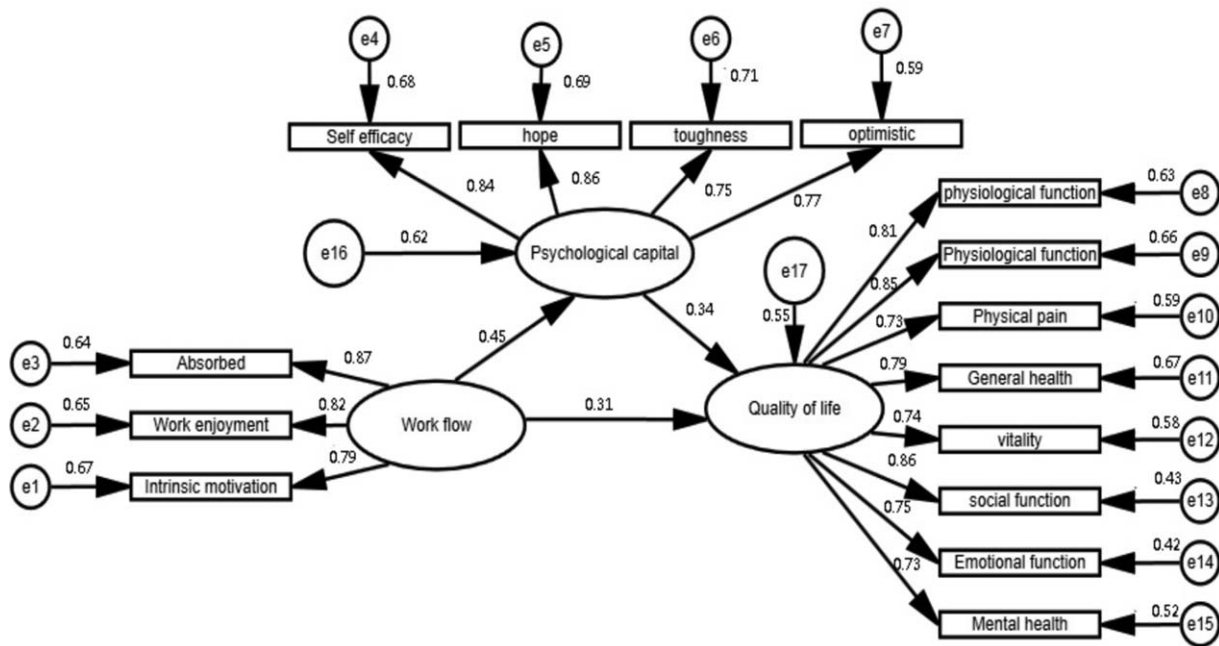 e4
e5
e6
e7
0.68
0.69
0.71
0.59
Self efficacy
hope
toughness
optimistic
0.84
0.86
0.75
0.77
e16
0.62
Psychological capital
e17
0.55
0.45
0.34
e3
0.64
Absorbed
0.87
e2
0.65
Work enjoyment
0.82
e1
0.67
Intrinsic motivation
0.79
Work flow
0.31
Quality of life
0.81
physiological function
0.63
e8
0.85
Physiological function
0.66
e9
0.73
Physical pain
0.59
e10
0.79
General health
0.67
e11
0.74
vitality
0.58
e12
0.86
social function
0.43
e13
0.75
Emotional function
0.42
e14
0.73
Mental health
0.52
e15